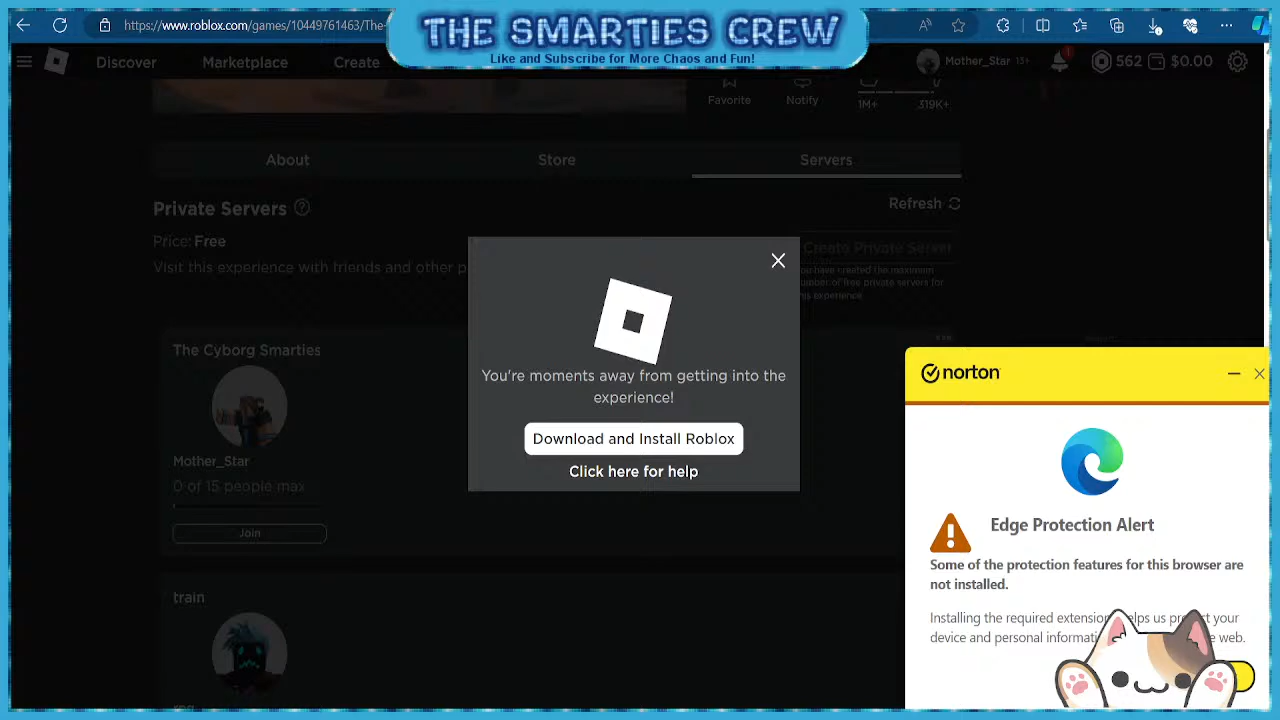 THE SMARTIES CREW
Like and Subscribe for More Chaos and Fun!
https://www.roblox.com/games/10449761463/The-
Discover
Marketplace
Create
Mother_Star 13+
1
562
$0.00
Favorite
Notify
1M+
319K+
About
Store
Servers
Private Servers
Refresh
Price: Free
Visit this experience with friends and other p
Create Private Server
you have created the maximum
number of free private servers for
this experience
You're moments away from getting into the
experience!
Download and Install Roblox
Click here for help
The Cyborg Smarties
Mother_Star
0 of 15 people max
Join
train
norton
Edge Protection Alert
Some of the protection features for this browser are
not installed.
Installing the required extension helps us protect your
device and personal informati
e web.